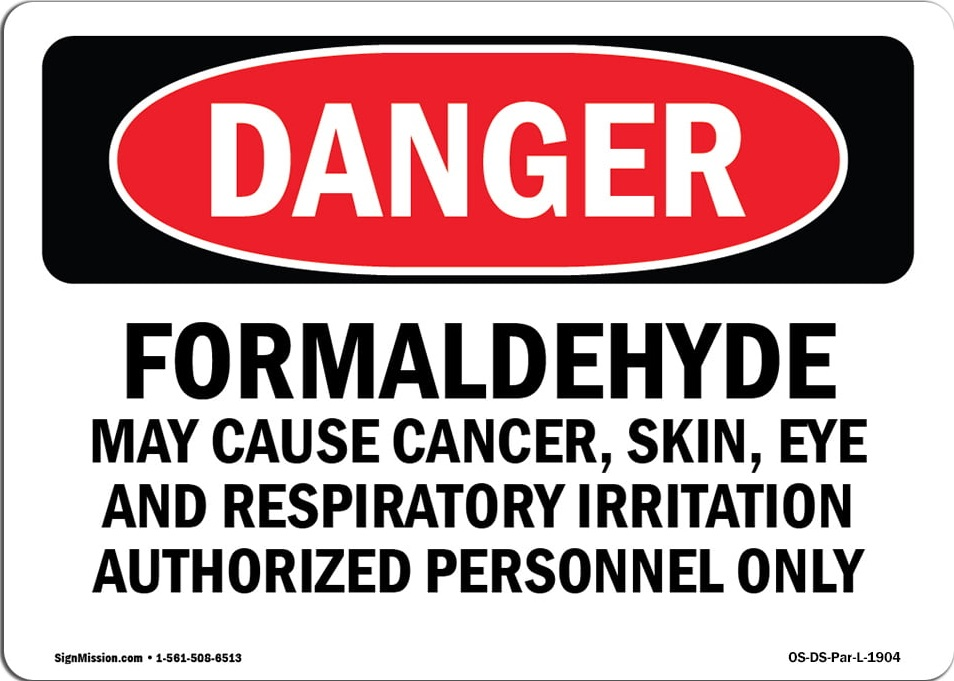 DANGER
FORMALDEHYDE
MAY CAUSE CANCER, SKIN, EYE
AND RESPIRATORY IRRITATION
AUTHORIZED PERSONNEL ONLY
SignMission.com • 1-561-508-6513
OS-DS-Par-L-1904